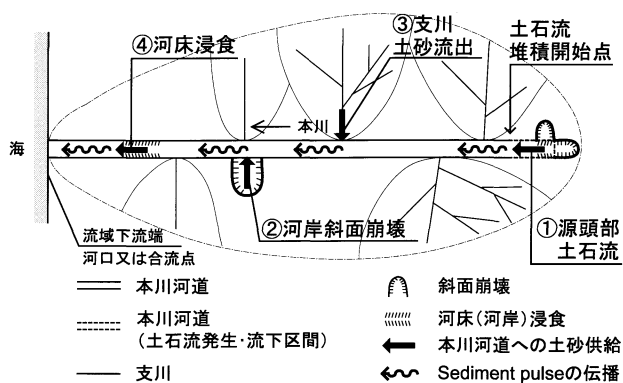 ④河床浸食
③支川
土砂流出
土石流
堆積開始点
本川
海
②河岸斜面崩壊
①源頭部
土石流
流域下流端
河口又は合流点
本川河道
斜面崩壊
本川河道
(土石流発生・流下区間)
河床(河岸)浸食
本川河道への土砂供給
支川
Sediment pulseの伝播